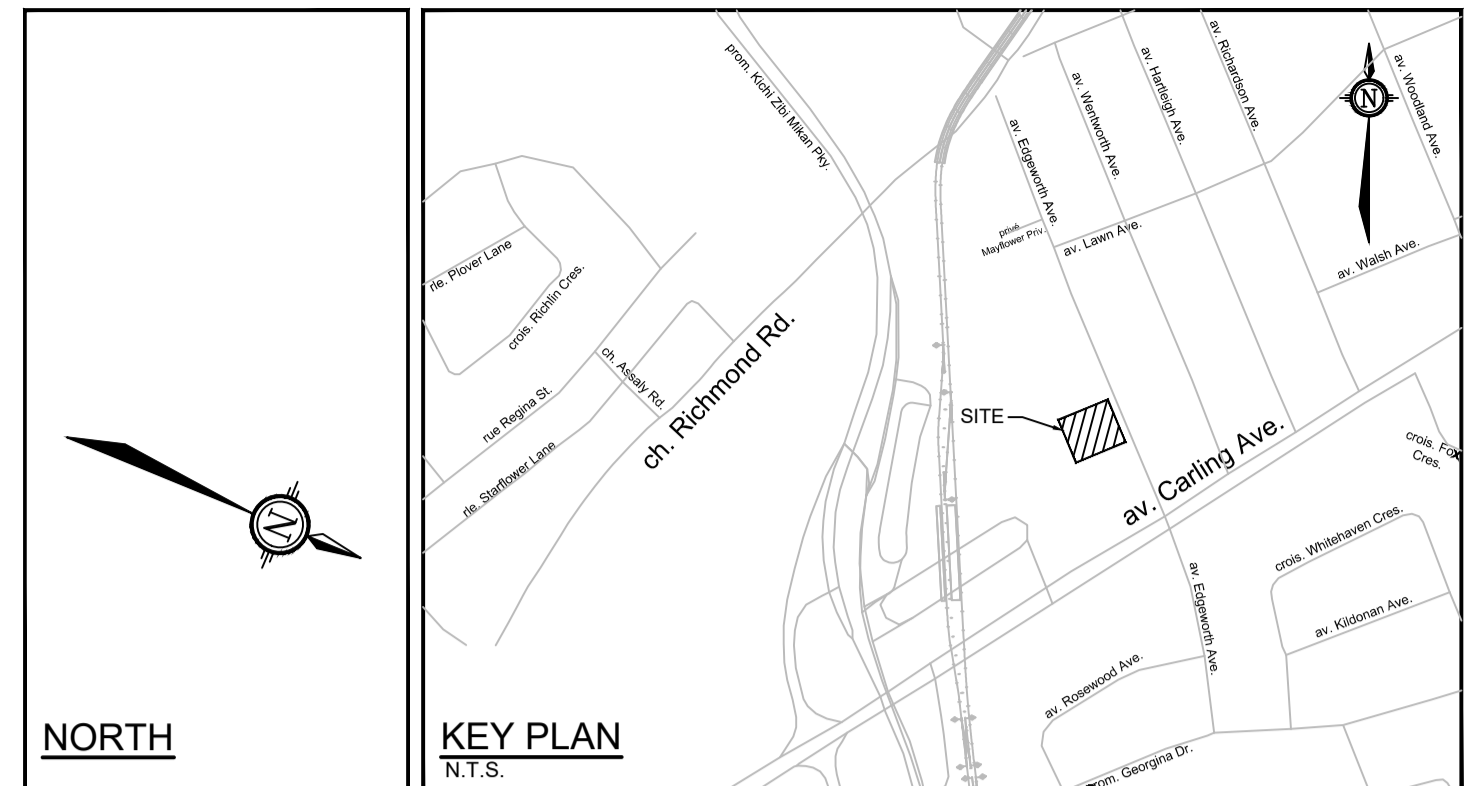 N
NORTH
prom. Kichi Zibi Mikan Pky.
av. Edgeworth Ave.
av. Wentworth Ave.
av. Hartleigh Ave.
av. Richardson Ave.
N
av. Woodland Ave.
privé
Mayflower Priv.
av. Lawn Ave.
av. Walsh Ave.
rle. Plover Lane
crois. Richlin Cres.
ch. Assaly Rd.
rue Regina St.
rle. Starflower Lane
ch. Richmond Rd.
SITE
av. Carling Ave.
crois. Fox
Cres.
crois. Whitehaven Cres.
av. Kildonan Ave.
av. Edgeworth Ave.
av. Rosewood Ave.
prom. Georgina Dr.
KEY PLAN
N.T.S.